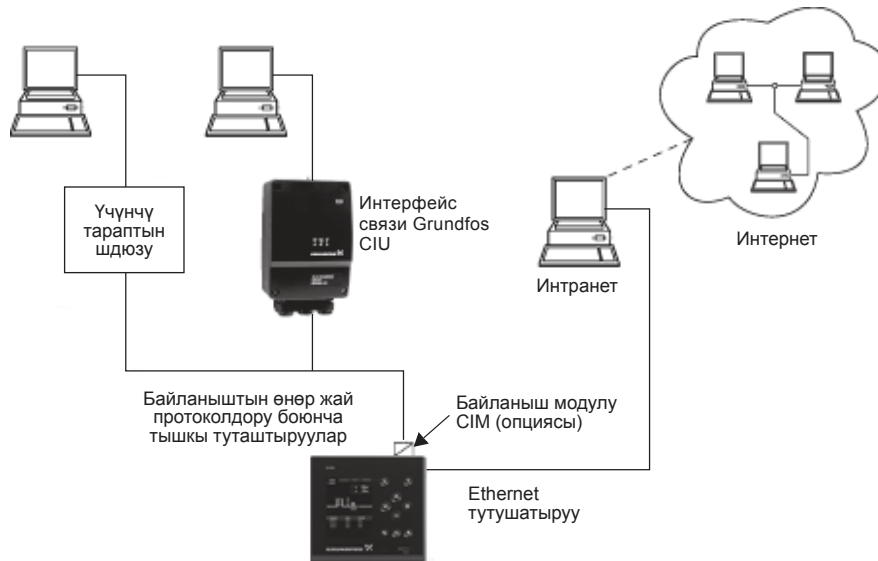 Үчүнчү
тараптын
шдюзу
Интерфейс
связи Grundfos
CIU
Интранет
Интернет
Байланыштын өнөр жай
протоколдору боюнча
тышкы туташтыруулар
Байланыш модулу
CIM (опциясы)
Ethernet
тутушатыруу